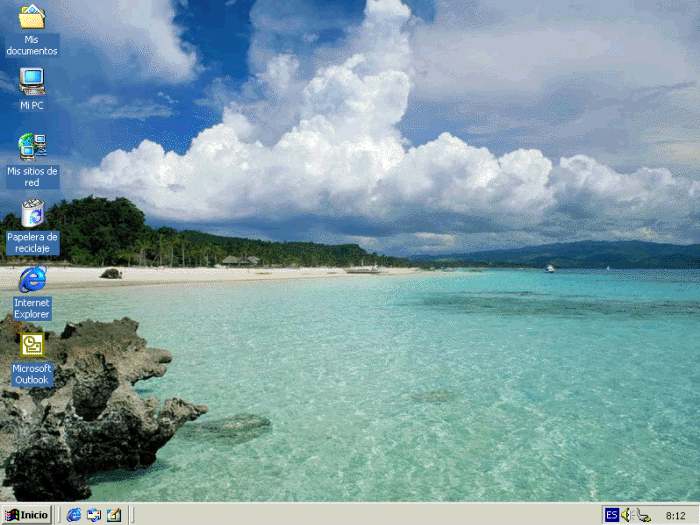 Mis
documentos
Mi PC
Mis sitios de
red
Papelera de
reciclaje
Internet
Explorer
Microsoft
Outlook
Inicio
ES
8:12